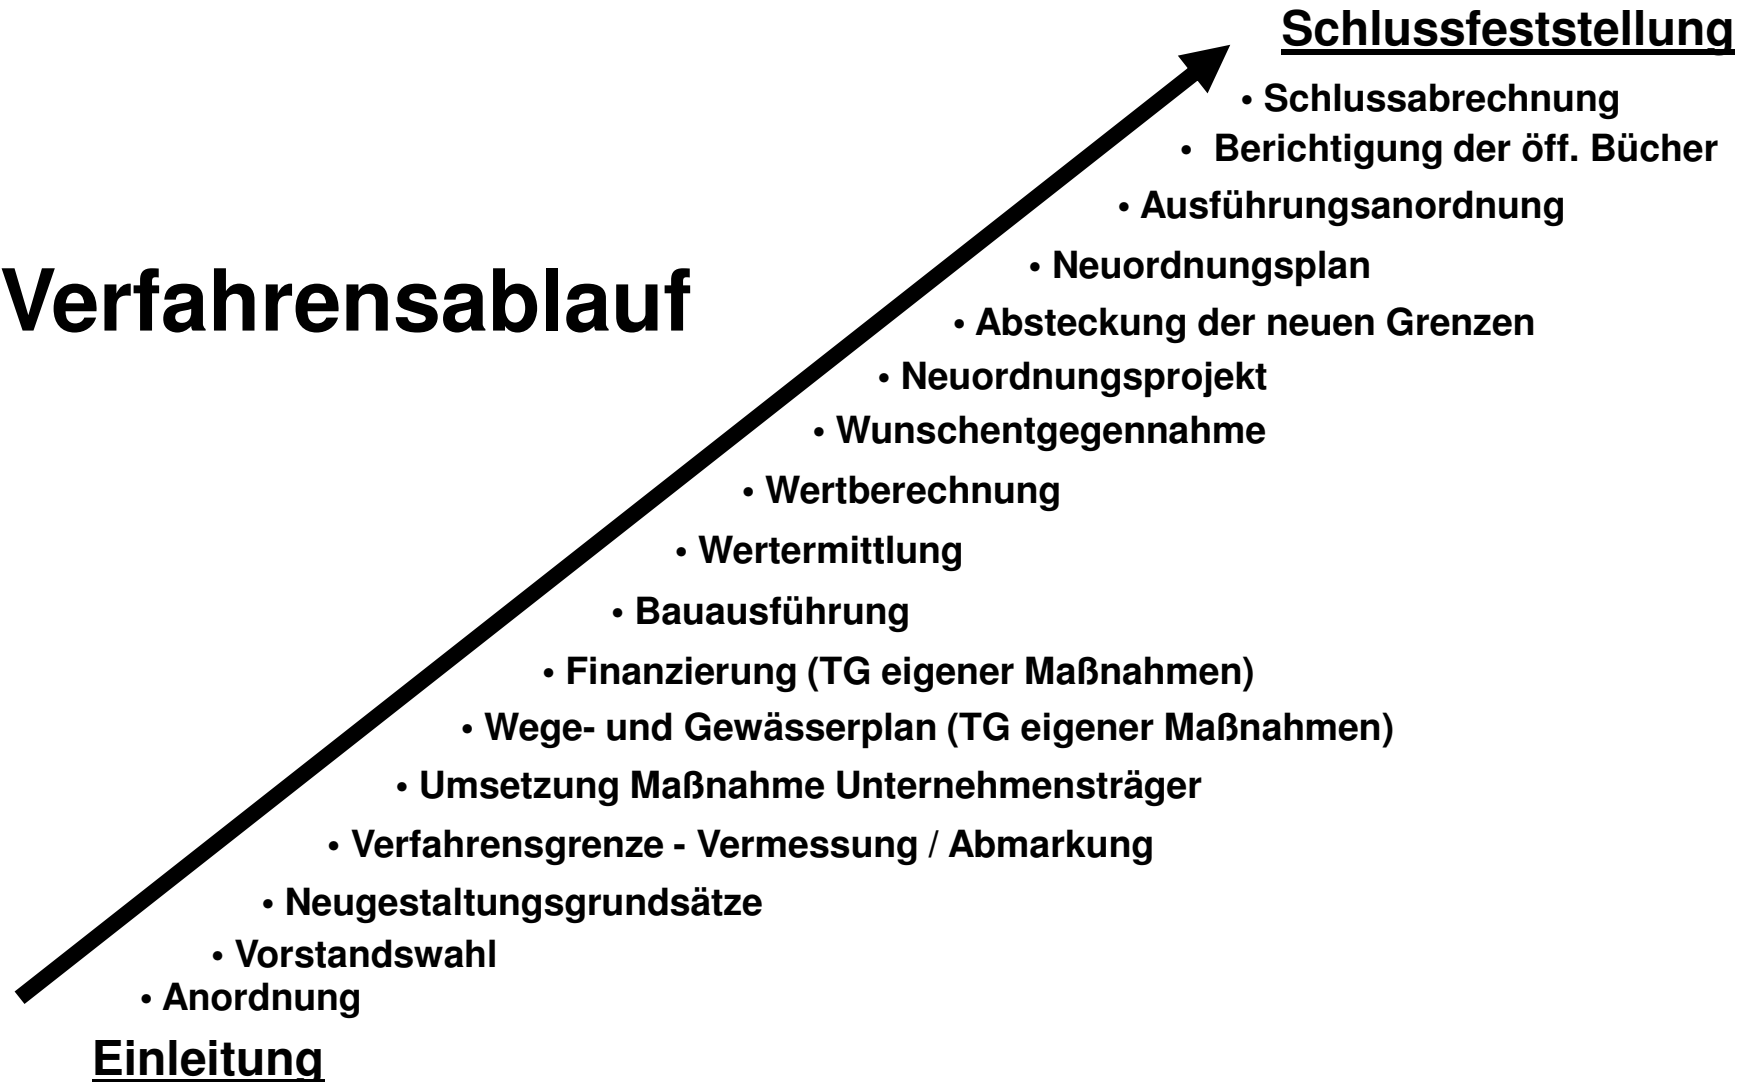 Schlussfeststellung
• Schlussabrechnung
• Berichtigung der öff. Bücher
• Ausführungsanordnung
• Neuordnungsplan
Verfahrensablauf
• Absteckung der neuen Grenzen
• Neuordnungsprojekt
• Wunschentgegennahme
• Wertberechnung
• Wertermittlung
• Bauausführung
• Finanzierung (TG eigener Maßnahmen)
• Wege- und Gewässerplan (TG eigener Maßnahmen)
• Umsetzung Maßnahme Unternehmensträger
• Verfahrensgrenze - Vermessung / Abmarkung
• Neugestaltungsgrundsätze
• Vorstandswahl
• Anordnung
Einleitung